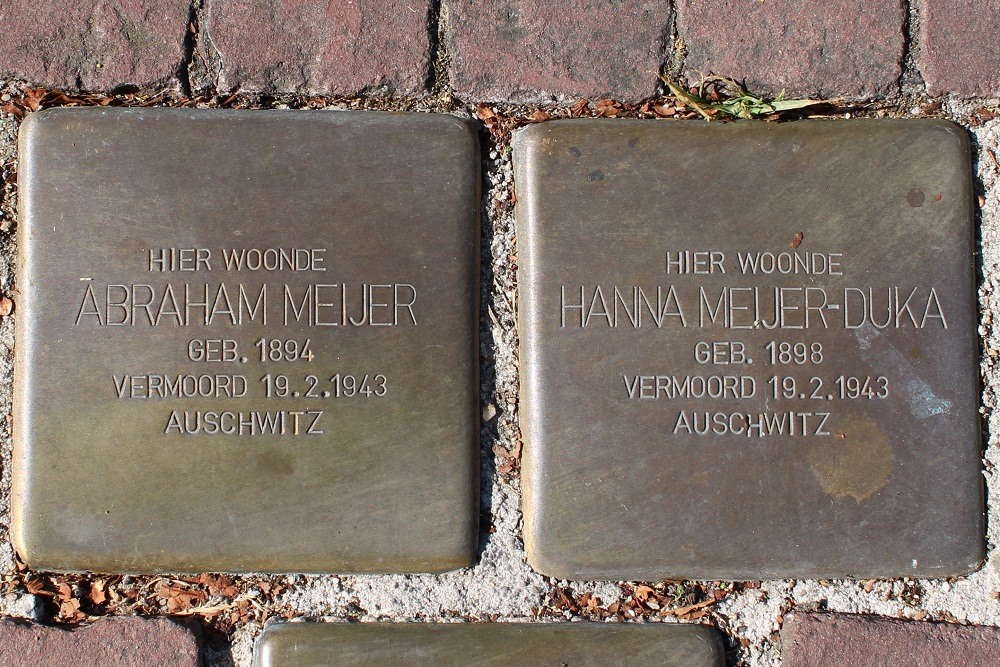 HIER WOONDE
ABRAHAM MEIJER
GEB. 1894
VERMOORD 19.2.1943
AUSCHWITZ
HIER WOONDE
HANNA MEIJER-DUKA
GEB. 1898
VERMOORD 19.2.1943
AUSCHWITZ